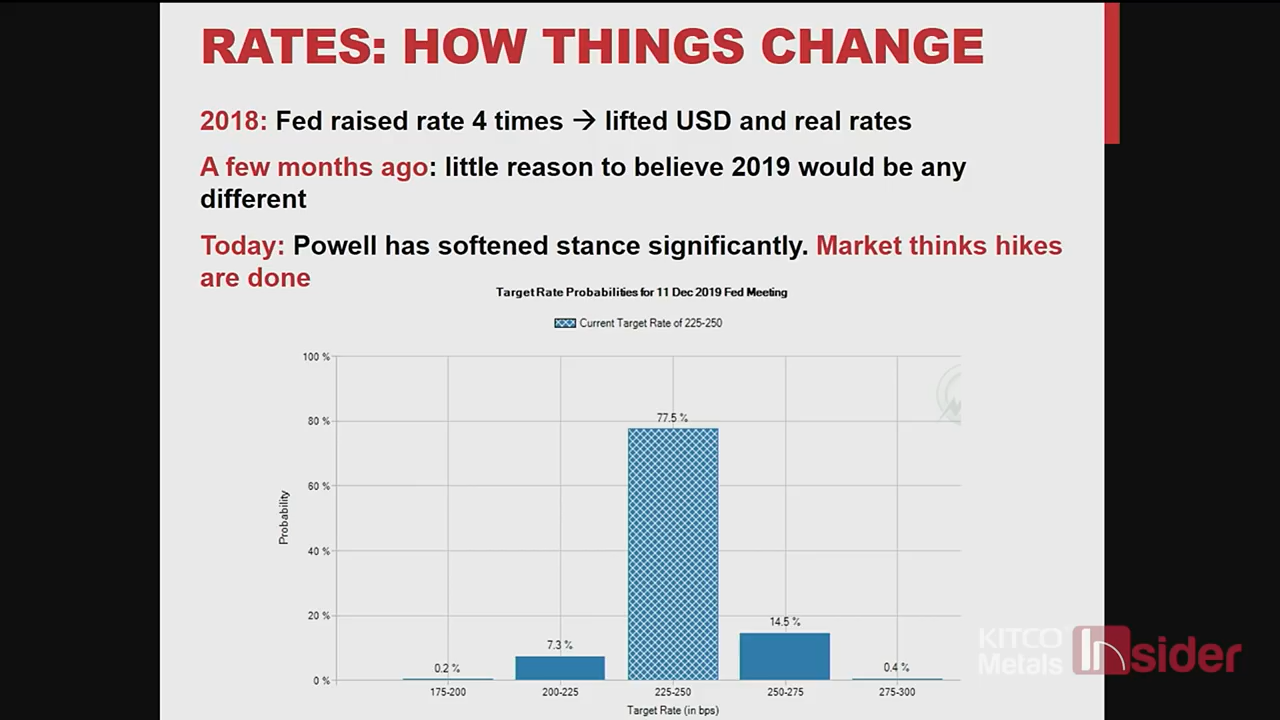 RATES: HOW THINGS CHANGE
2018: Fed raised rate 4 times → lifted USD and real rates
A few months ago: little reason to believe 2019 would be any
different
Today: Powell has softened stance significantly. Market thinks hikes
are done
Target Rate Probabilities for 11 Dec 2019 Fed Meeting
Current Target Rate of 225-250
100 %
80 %
60 %
40 %
20 %
0 %
Probability
77.5 %
14.5 %
7.3 %
0.2 %
0.4 %
175-200
200-225
225-250
250-275
275-300
Target Rate (in bps)
KITCO
Metals
INsider